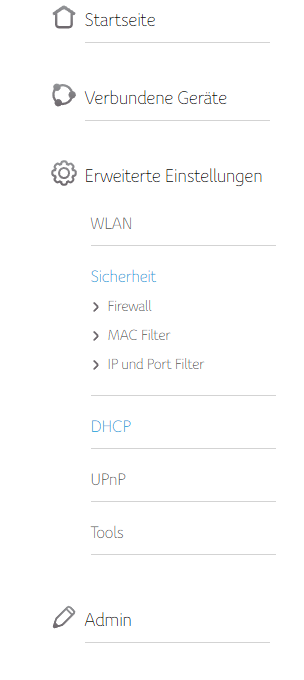 Startseite
Verbundene Geräte
Erweiterte Einstellungen
WLAN
Sicherheit
Firewall
MAC Filter
IP und Port Filter
DHCP
UPnP
Tools
Admin